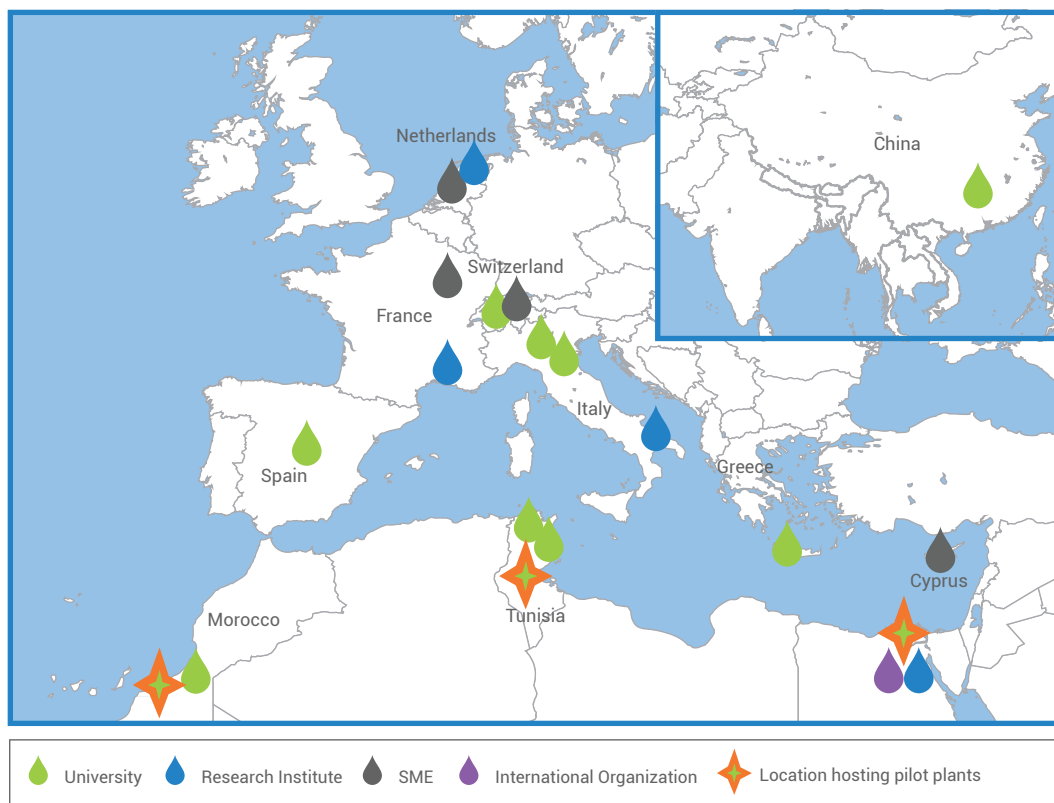 Netherlands
China
Switzerland
France
Italy
Spain
Greece
Cyprus
Tunisia
Morocco
University
Research Institute
SME
International Organization
Location hosting pilot plants